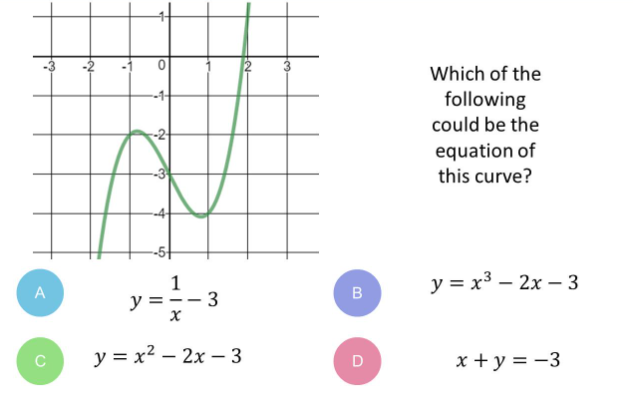 1
-3 -2 -1 0 1 2 3
-1
-2
-3
-4
-5
Which of the
following
could be the
equation of
this curve?
A
y = 1/x − 3
B
y = x³ − 2x − 3
C
y = x² − 2x − 3
D
x + y = −3